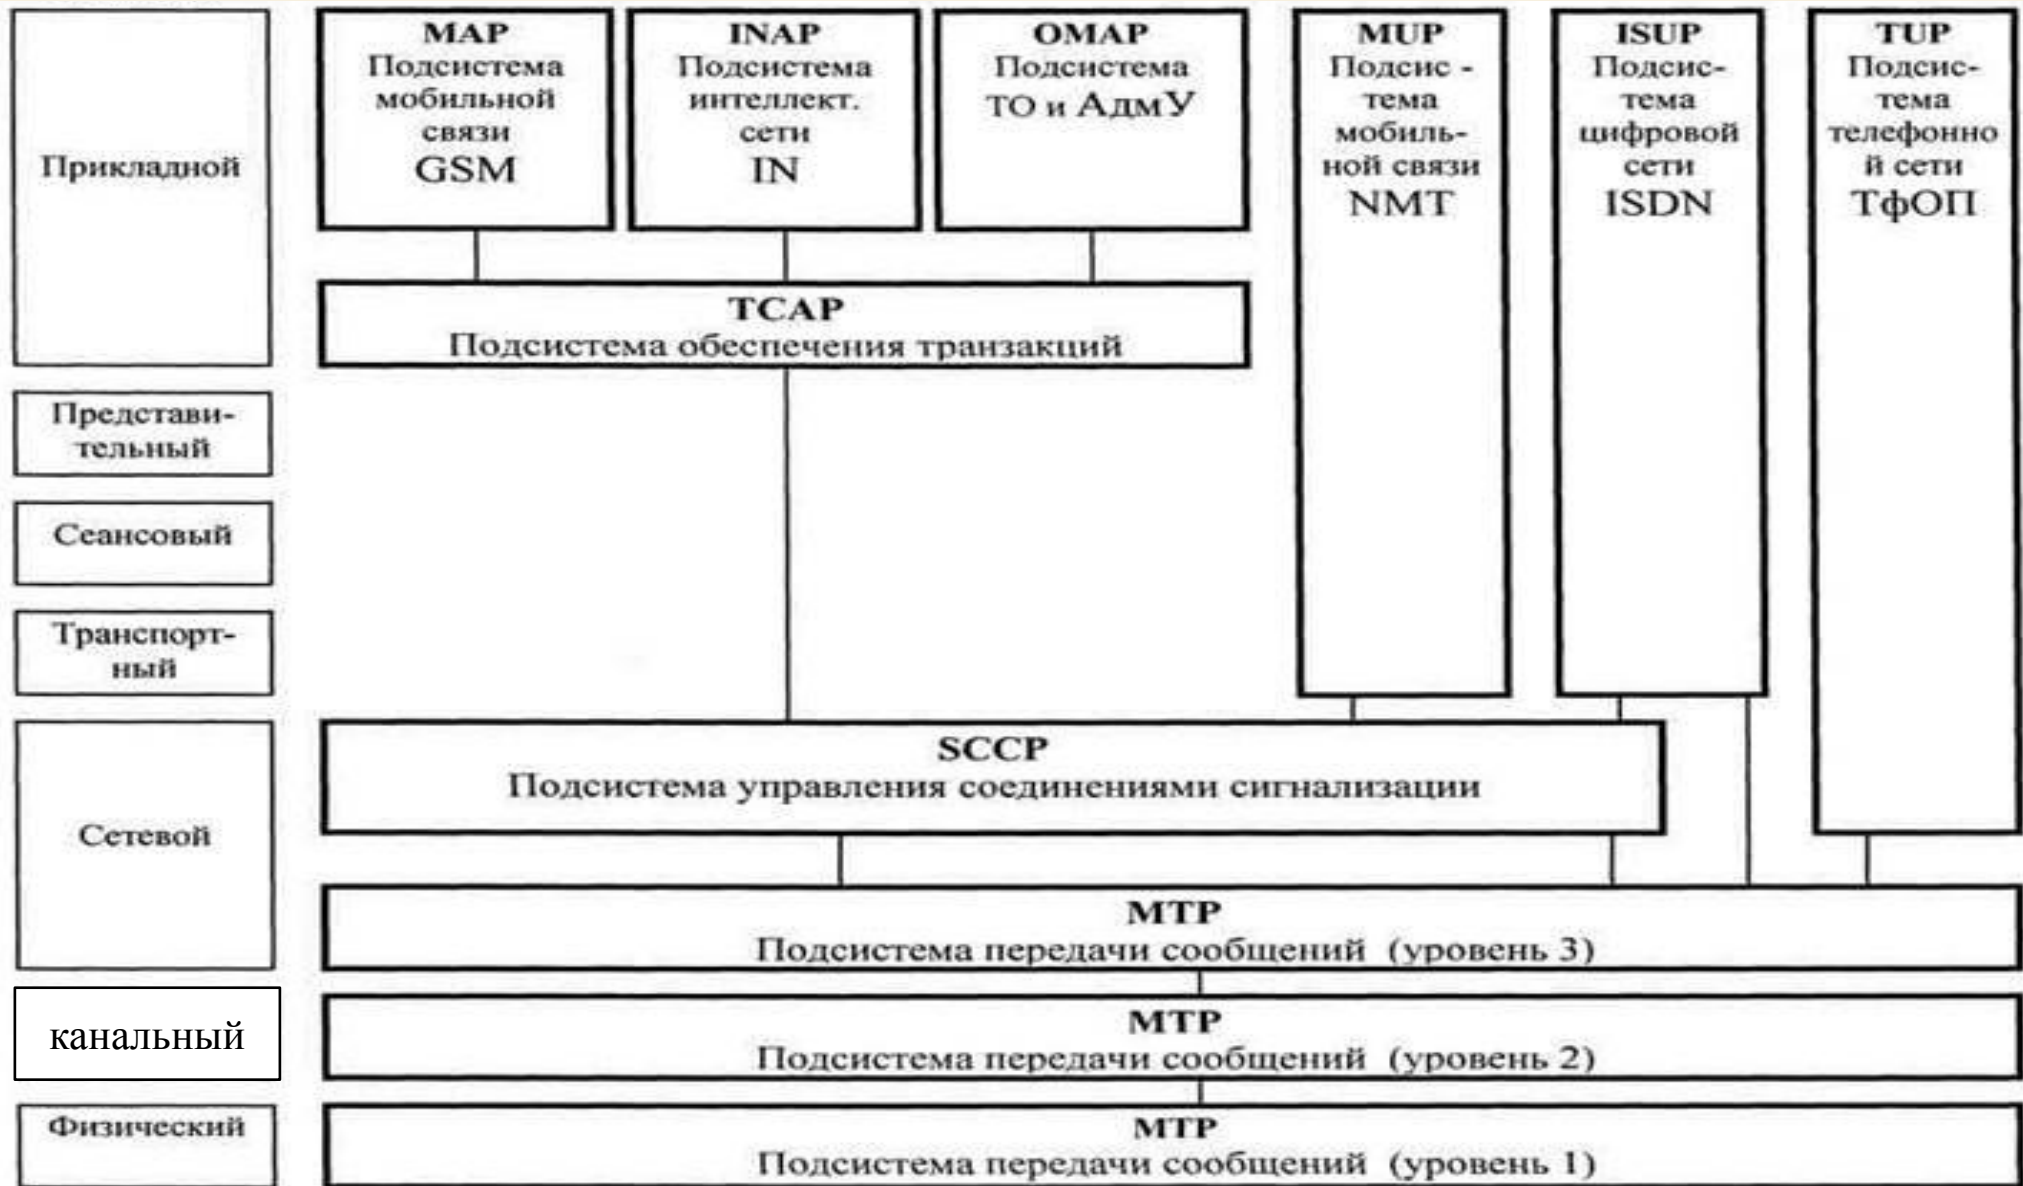 Прикладной
MAP
Подсистема
мобильной
связи
GSM
INAP
Подсистема
интеллект.
сети
IN
OMAP
Подсистема
ТО и АдмУ
MUP
Подсис -
тема
мобиль-
ной связи
NMT
ISUP
Подсис-
тема
цифровой
сети
ISDN
TUP
Подсис-
тема
телефонно
й сети
ТфОП
TCAP
Подсистема обеспечения транзакций
Представи-
тельный
Сеансовый
Транспорт-
ный
Сетевой
SCCP
Подсистема управления соединениями сигнализации
MTP
Подсистема передачи сообщений (уровень 3)
канальный
MTP
Подсистема передачи сообщений (уровень 2)
Физический
MTP
Подсистема передачи сообщений (уровень 1)